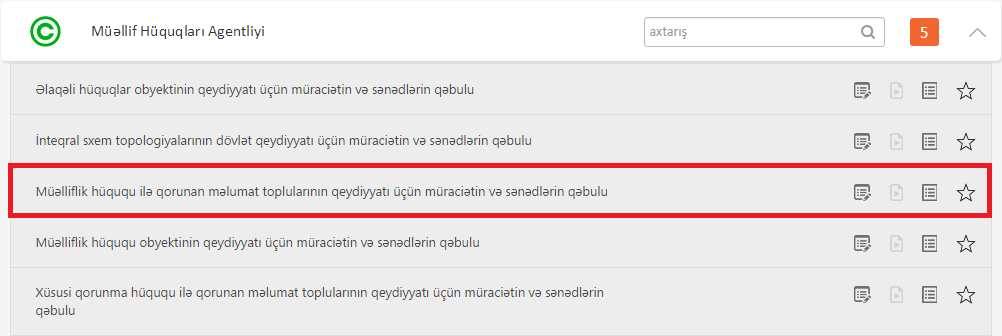 © Müəllif Hüquqları Agentliyi axtarış 5
Əlaqəli hüquqlar obyektinin qeydiyyatı üçün müraciətin və sənədlərin qəbulu
İnteqral sxem topologiyalarının dövlət qeydiyyatı üçün müraciətin və sənədlərin qəbulu
Müəlliflik hüququ ilə qorunan məlumat toplularının qeydiyyatı üçün müraciətin və sənədlərin qəbulu
Müəlliflik hüququ obyektinin qeydiyyatı üçün müraciətin və sənədlərin qəbulu
Xüsusi qorunma hüququ ilə qorunan məlumat toplularının qeydiyyatı üçün müraciətin və sənədlərin
qəbulu